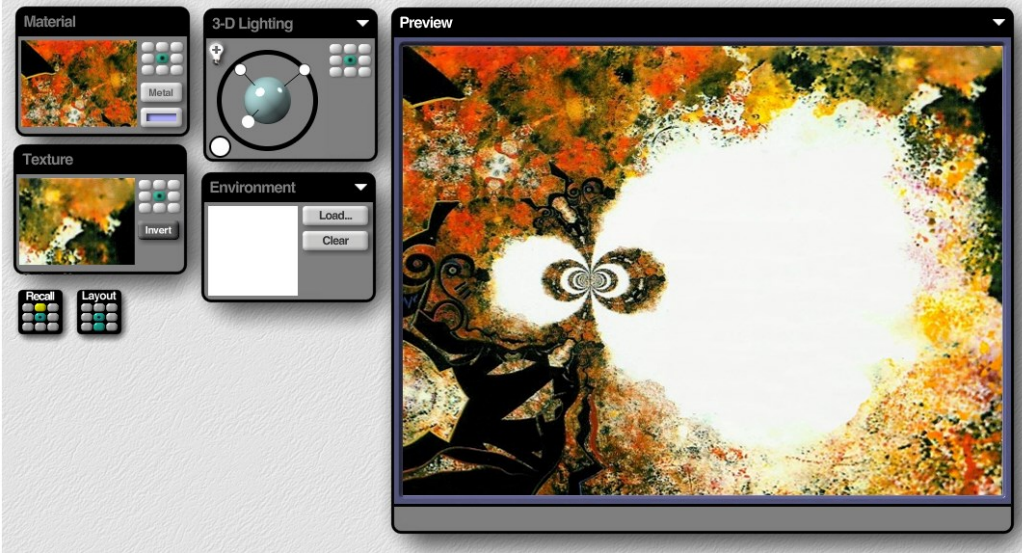 Material
Metal
Texture
Invert
Recall
Layout
3-D Lighting
Environment
Load...
Clear
Preview